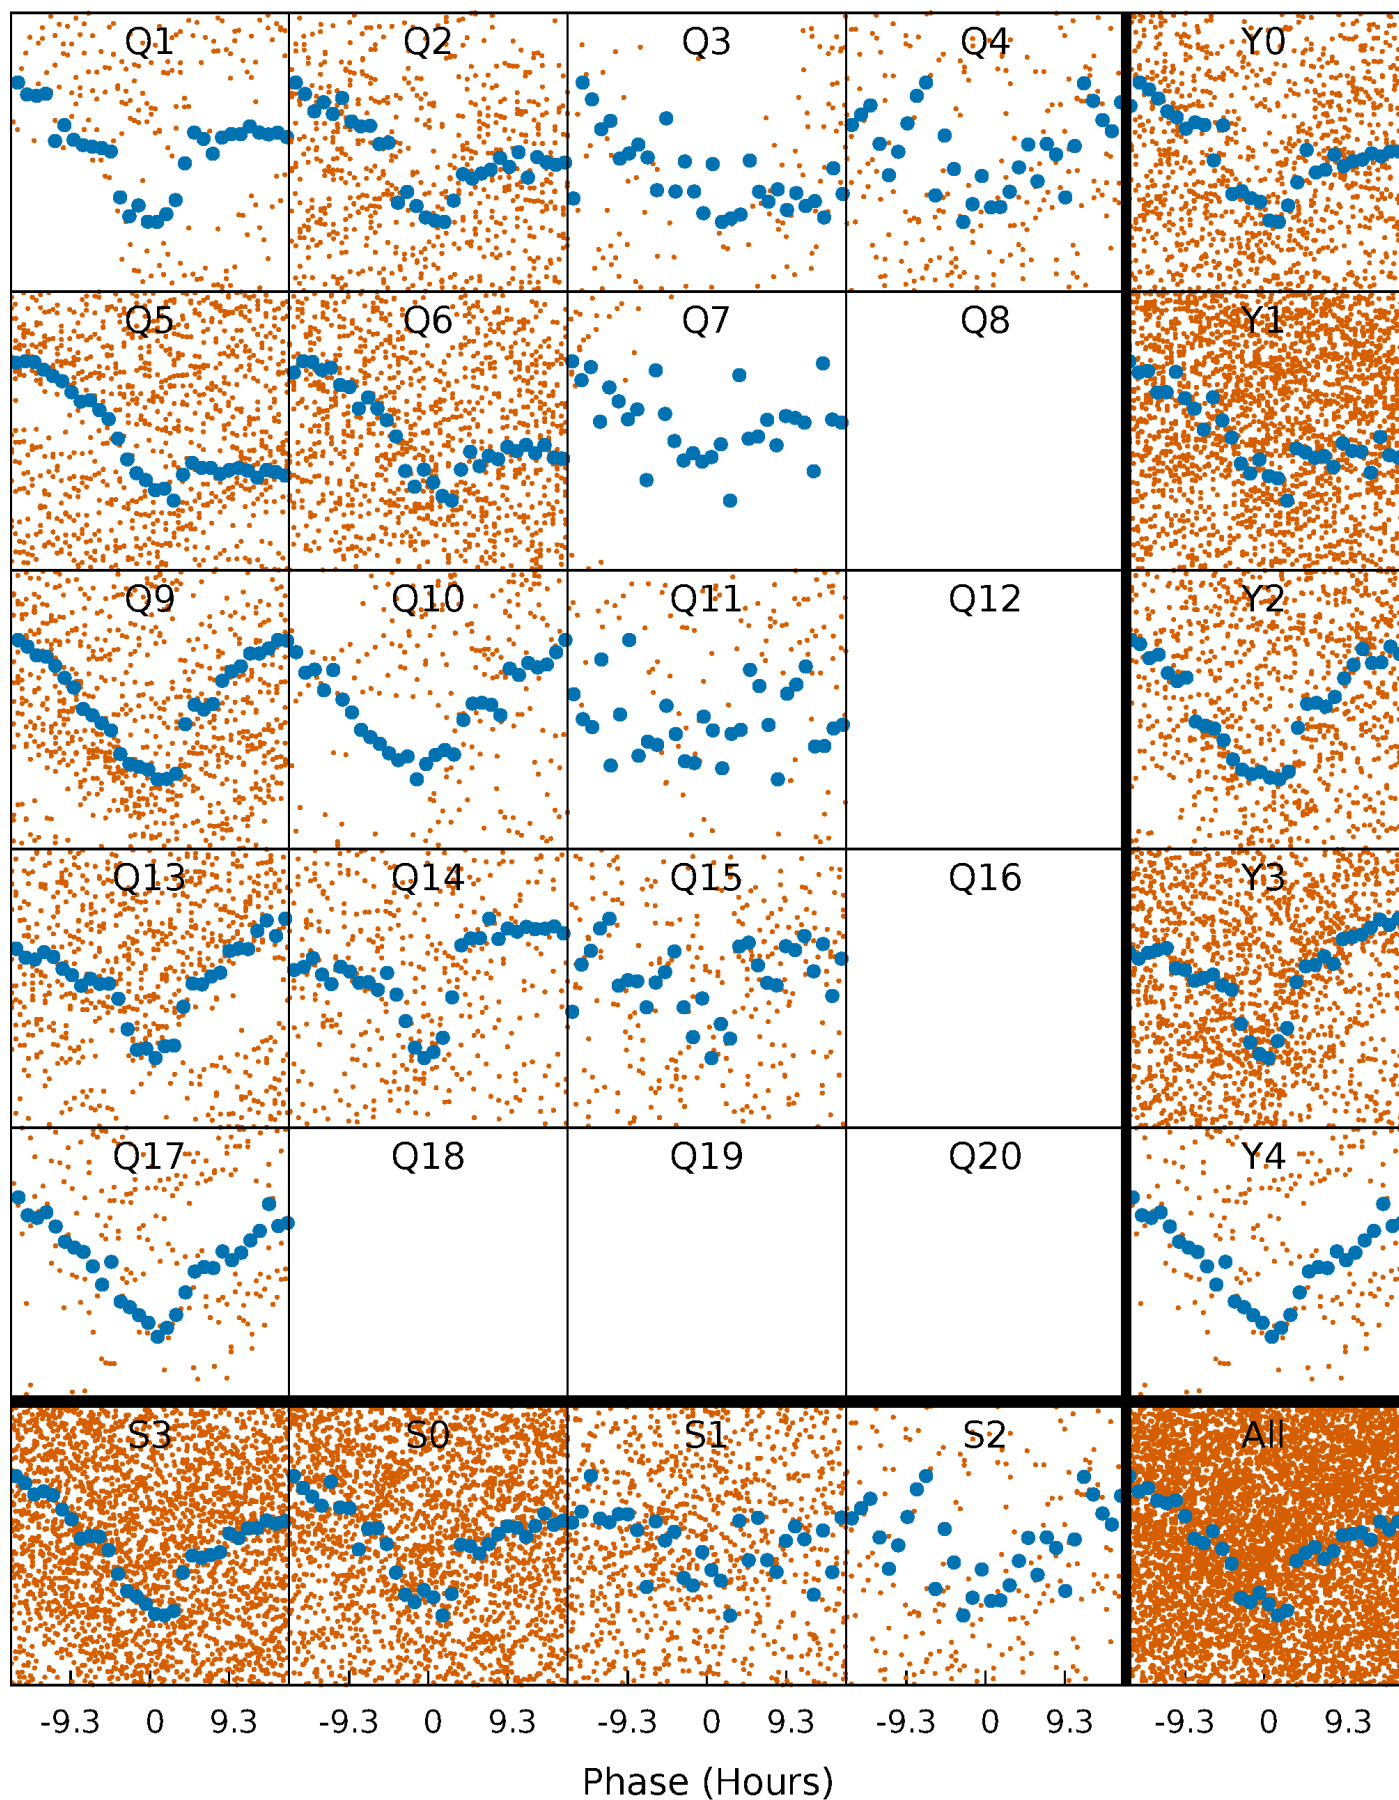 Q1 Q2 Q3 Q4 Y0
Q5 Q6 Q7 Q8 Y1
Q9 Q10 Q11 Q12 Y2
Q13 Q14 Q15 Q16 Y3
Q17 Q18 Q19 Q20 Y4
S3 S0 S1 S2 All
-9.3 0 9.3 -9.3 0 9.3 -9.3 0 9.3 -9.3 0 9.3 -9.3 0 9.3
Phase (Hours)